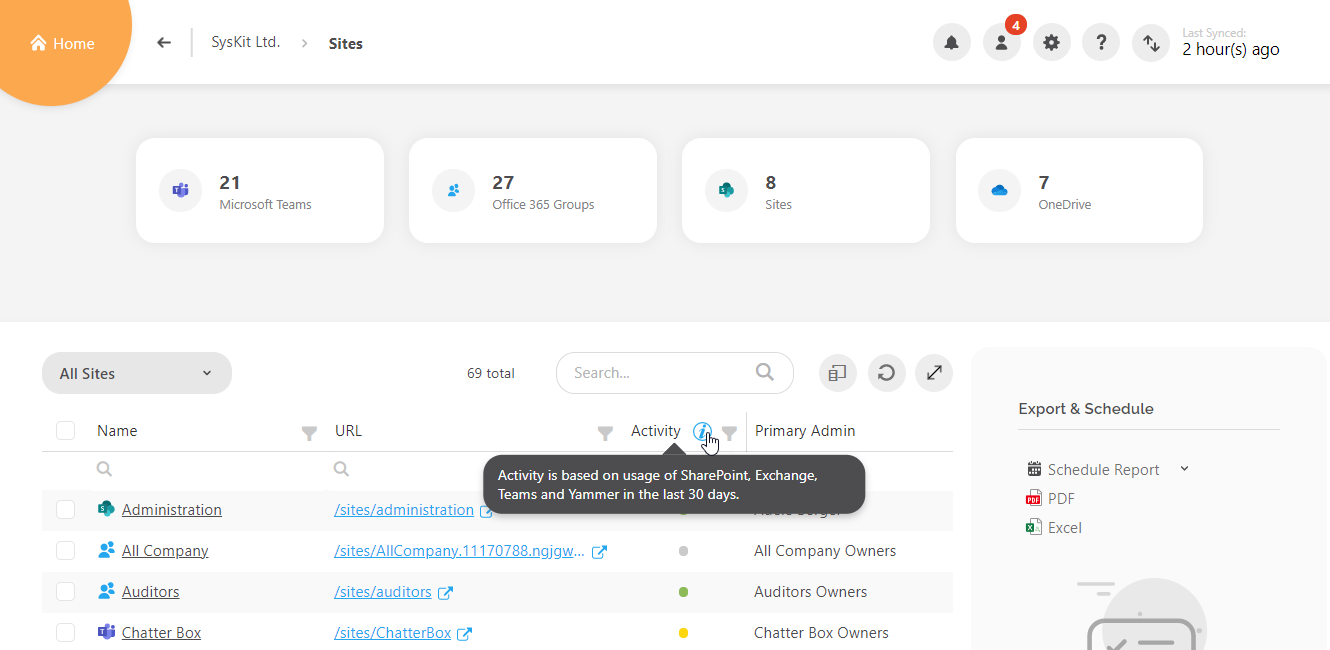 Home
SysKit Ltd.
Sites
4
Last Synced:
2 hour(s) ago
21
Microsoft Teams
27
Office 365 Groups
8
Sites
7
OneDrive
All Sites
69 total
Search...
Name
URL
Activity
Primary Admin
Activity is based on usage of SharePoint, Exchange,
Teams and Yammer in the last 30 days.
Administration
/sites/administration
All Company
/sites/AllCompany.11170788.ngjgw...
All Company Owners
Auditors
/sites/auditors
Auditors Owners
Chatter Box
/sites/ChatterBox
Chatter Box Owners
Export & Schedule
Schedule Report
PDF
Excel